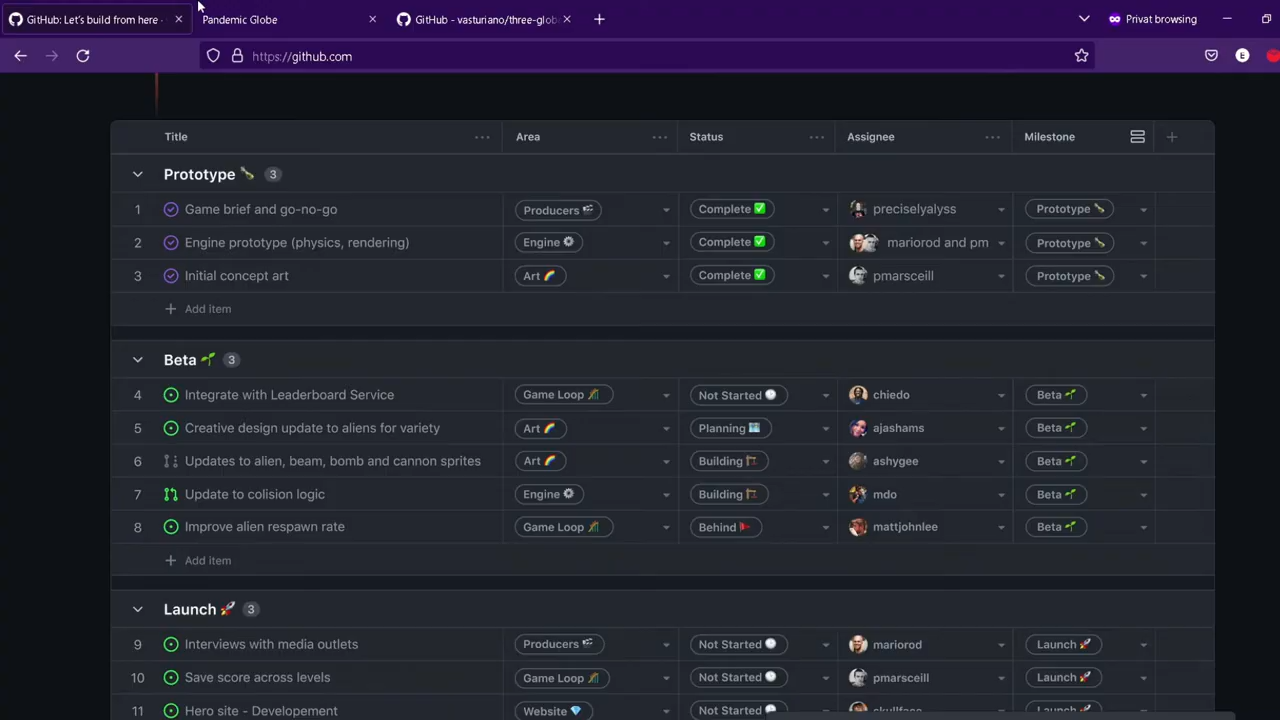 GitHub: Let's build from here
Pandemic Globe
GitHub - vasturiano/three-glob
Privat browsing
https://github.com
E
Title Area Status Assignee Milestone
Prototype 3
1 Game brief and go-no-go Producers Complete preciselyalyss Prototype
2 Engine prototype (physics, rendering) Engine Complete mariorod and pm Prototype
3 Initial concept art Art Complete pmarsceill Prototype
Add item
Beta 3
4 Integrate with Leaderboard Service Game Loop Not Started chiedo Beta
5 Creative design update to aliens for variety Art Planning ajashams Beta
6 Updates to alien, beam, bomb and cannon sprites Art Building ashygee Beta
7 Update to colision logic Engine Building mdo Beta
8 Improve alien respawn rate Game Loop Behind mattjohnlee Beta
Add item
Launch 3
9 Interviews with media outlets Producers Not Started mariorod Launch
10 Save score across levels Game Loop Not Started pmarsceill Launch
11 Hero site - Developement Website Not Started skullface Launch